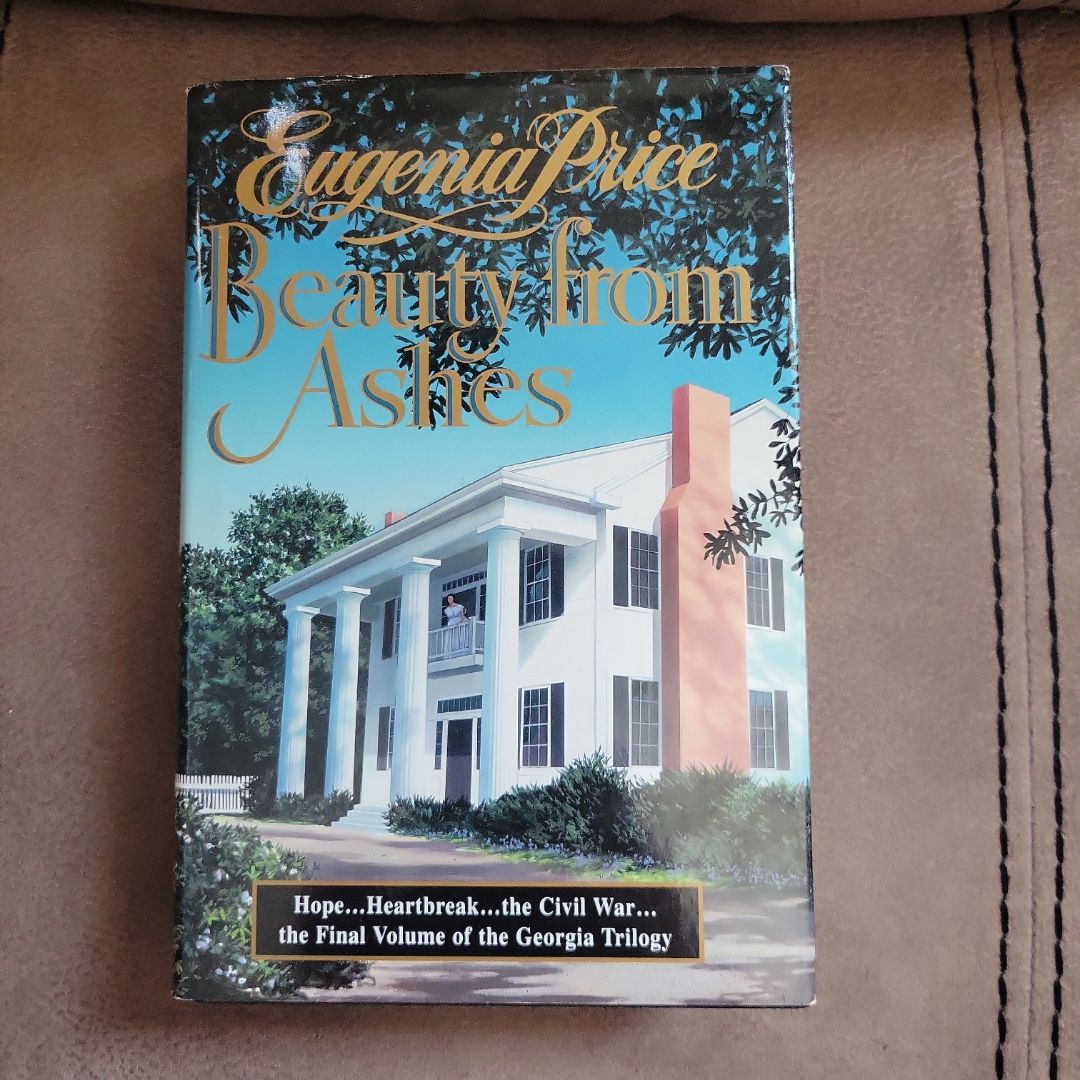 Eugenia Price
Beauty from
Ashes
Hope...Heartbreak...the Civil War...
the Final Volume of the Georgia Trilogy